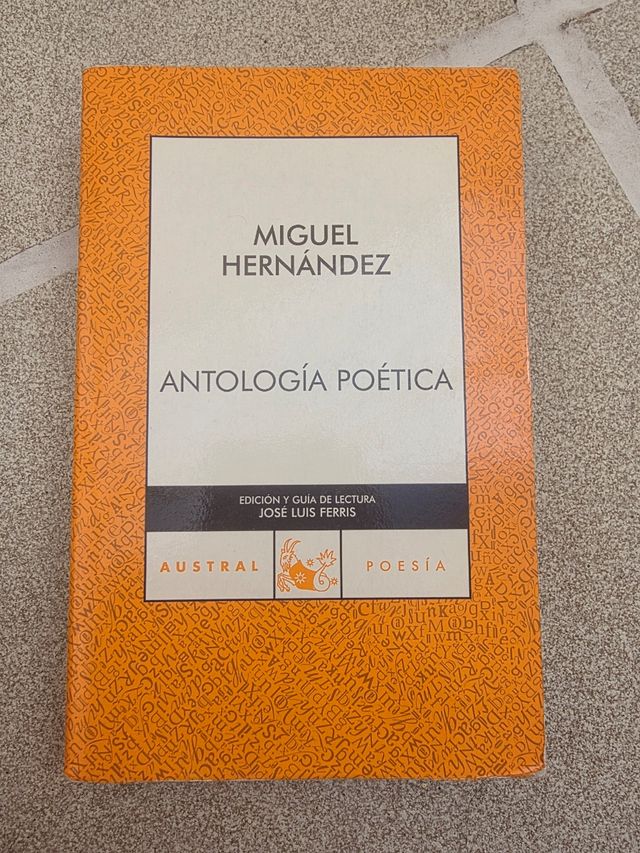 MIGUEL
HERNÁNDEZ
ANTOLOGÍA POÉTICA
EDICIÓN Y GUÍA DE LECTURA
JOSÉ LUIS FERRIS
AUSTRAL
POESÍA